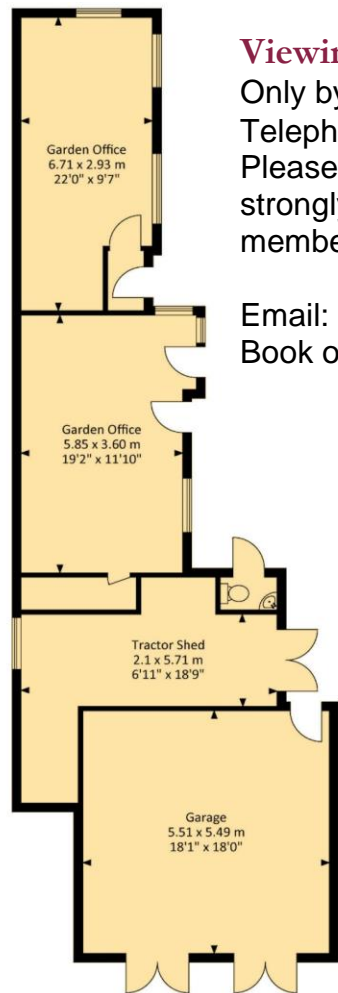 Garden Office
6.71 x 2.93 m
22'0" x 9'7"
Garden Office
5.85 x 3.60 m
19'2" x 11'10"
Tractor Shed
2.1 x 5.71 m
6'11" x 18'9"
Garage
5.51 x 5.49 m
18'1" x 18'0"
Viewin
Only by
Teleph
Please
strongly
membe
Email:
Book o